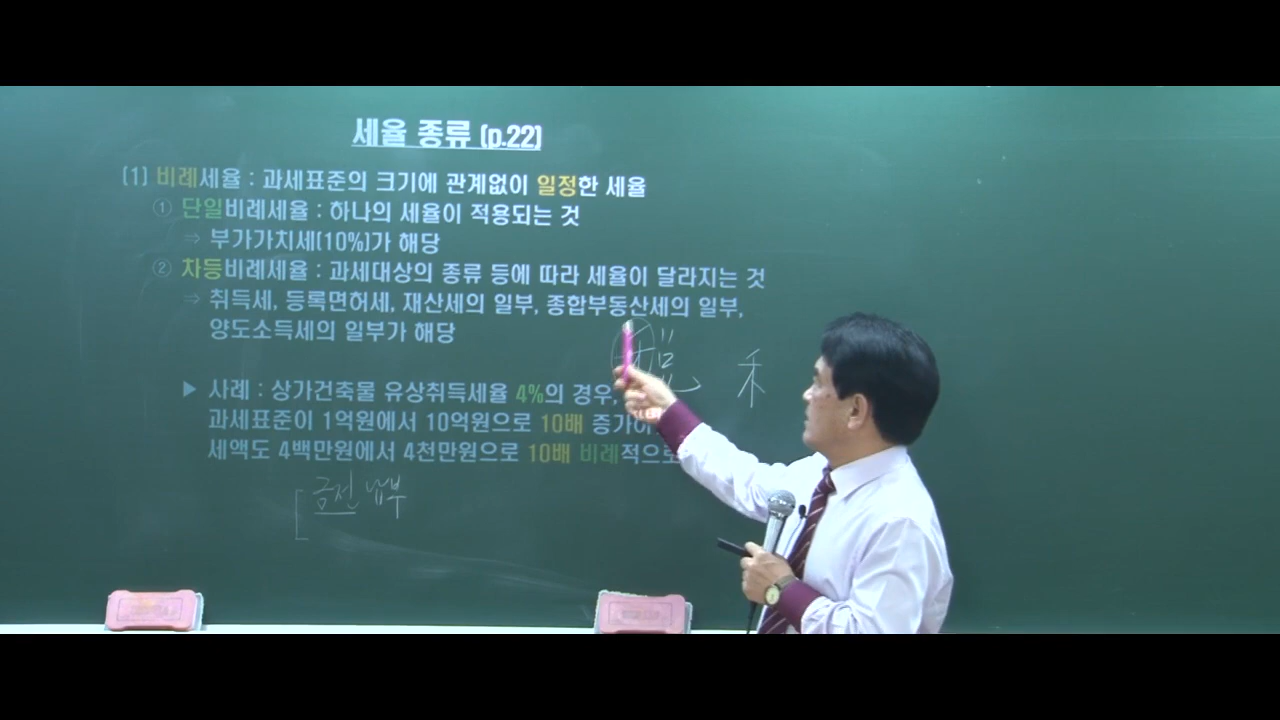 세율 종류 (p.22)
(1) 비례세율 : 과세표준의 크기에 관계없이 일정한 세율
① 단일비례세율 : 하나의 세율이 적용되는 것
⇒ 부가가치세(10%)가 해당
② 차등비례세율 : 과세대상의 종류 등에 따라 세율이 달라지는 것
⇒ 취득세, 등록면허세, 재산세의 일부, 종합부동산세의 일부,
양도소득세의 일부가 해당
稅 禾
▶ 사례 : 상가건축물 유상취득세율 4%의 경우,
과세표준이 1억원에서 10억원으로 10배 증가하
세액도 4백만원에서 4천만원으로 10배 비례적으로
금전 납부